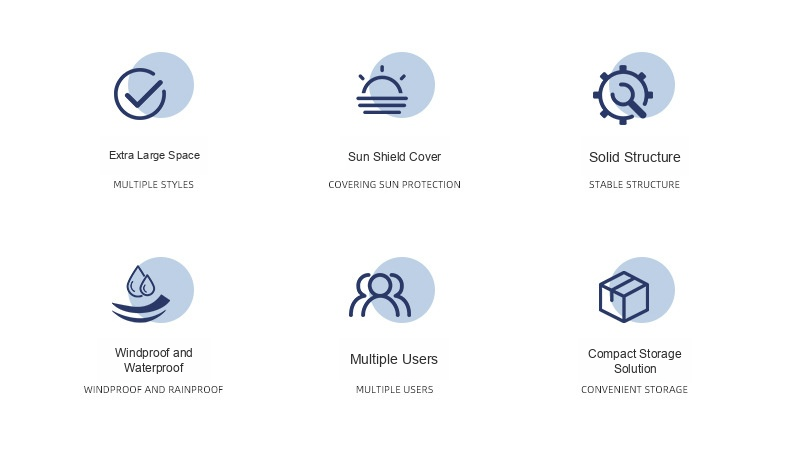 Extra Large Space
MULTIPLE STYLES
Sun Shield Cover
COVERING SUN PROTECTION
Solid Structure
STABLE STRUCTURE
Windproof and
Waterproof
WINDPROOF AND RAINPROOF
Multiple Users
MULTIPLE USERS
Compact Storage
Solution
CONVENIENT STORAGE